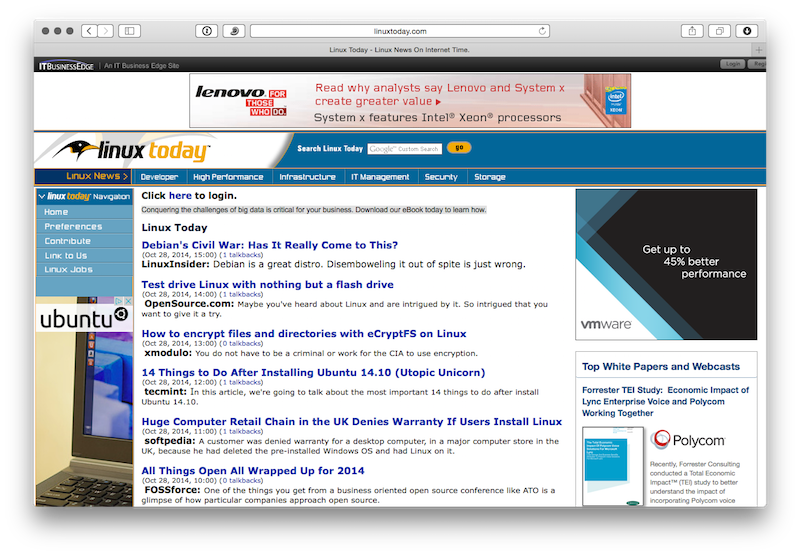 linuxtoday.com
Linux Today - Linux News On Internet Time.
ITBUSINESSEDGE | An IT Business Edge Site
Login
lenovo FOR THOSE WHO DO.
Read why analysts say Lenovo and System x
create greater value
System x features Intel® Xeon® processors
intel XEON
linux today
Search Linux Today
Google™ Custom Search
go
Linux News >
Developer
High Performance
Infrastructure
IT Management
Security
Storage
linux today Navigation
Home
Preferences
Contribute
Link to Us
Linux Jobs
ubuntu
Click here to login.
Conquering the challenges of big data is critical for your business. Download our eBook today to learn how.
Linux Today
Debian's Civil War: Has It Really Come to This?
(Oct 28, 2014, 15:00) (1 talkbacks)
LinuxInsider: Debian is a great distro. Disemboweling it out of spite is just wrong.
Test drive Linux with nothing but a flash drive
(Oct 28, 2014, 14:00) (0 talkbacks)
OpenSource.com: Maybe you've heard about Linux and are intrigued by it. So intrigued that you
want to give it a try.
How to encrypt files and directories with eCryptFS on Linux
(Oct 28, 2014, 13:00) (0 talkbacks)
xmodulo: You do not have to be a criminal or work for the CIA to use encryption.
14 Things to Do After Installing Ubuntu 14.10 (Utopic Unicorn)
(Oct 28, 2014, 12:00) (1 talkbacks)
tecmint: In this article, we're going to talk about the most important 14 things to do after install
Ubuntu 14.10.
Huge Computer Retail Chain in the UK Denies Warranty If Users Install Linux
(Oct 28, 2014, 11:00) (1 talkbacks)
softpedia: A customer was denied warranty for a desktop computer, in a major computer store in the
UK, because he had deleted the pre-installed Windows OS and had Linux on it.
All Things Open All Wrapped Up for 2014
(Oct 28, 2014, 10:00) (0 talkbacks)
FOSSforce: One of the things you get from a business oriented open source conference like ATO is a
glimpse of how particular companies approach open source.
Get up to
45% better
performance
vmware
Top White Papers and Webcasts
Forrester TEI Study: Economic Impact of
Lync Enterprise Voice and Polycom
Working Together
Polycom
Recently, Forrester Consulting
conducted a Total Economic
Impact™ (TEI) study to better
understand the impact of
incorporating Polycom voice